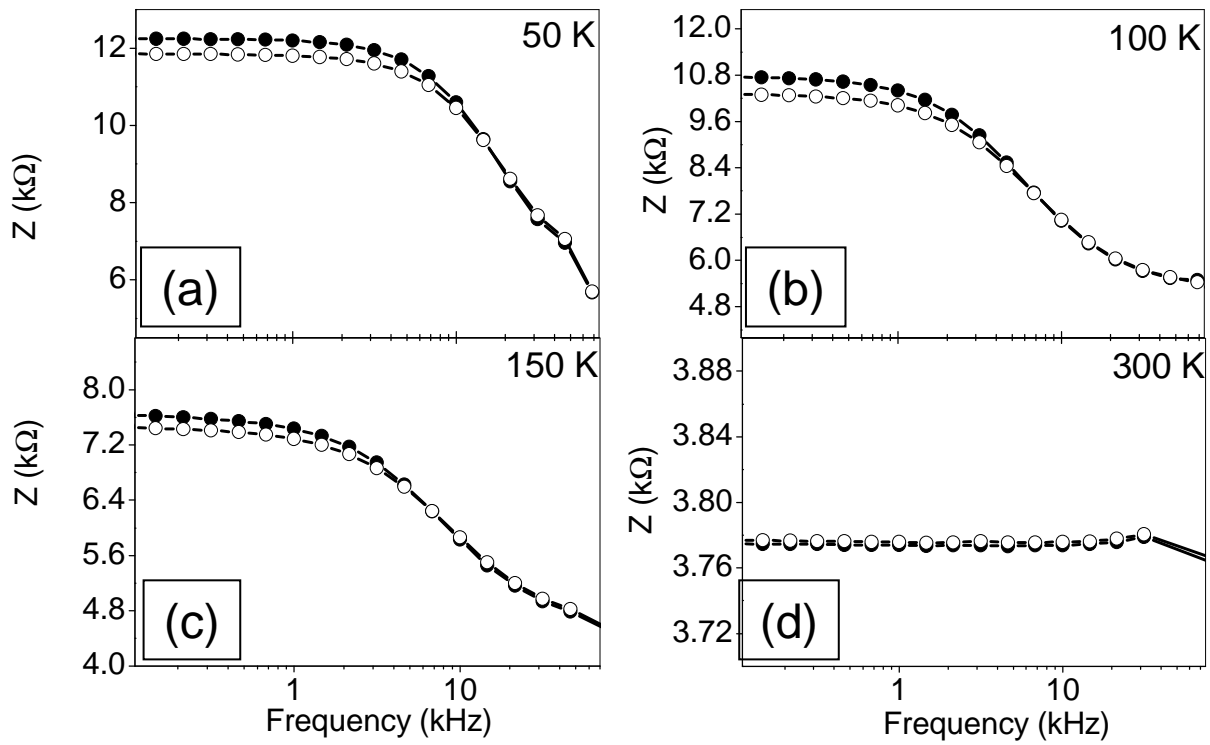 50 K
12
10
8
6
Z (kΩ)
(a)
100 K
10.8
9.6
8.4
7.2
6.0
4.8
Z (kΩ)
(b)
150 K
8.0
7.2
6.4
5.6
4.8
4.0
Z (kΩ)
(c)
1
10
Frequency (kHz)
300 K
3.88
3.84
3.80
3.76
3.72
Z (kΩ)
(d)
1
10
Frequency (kHz)